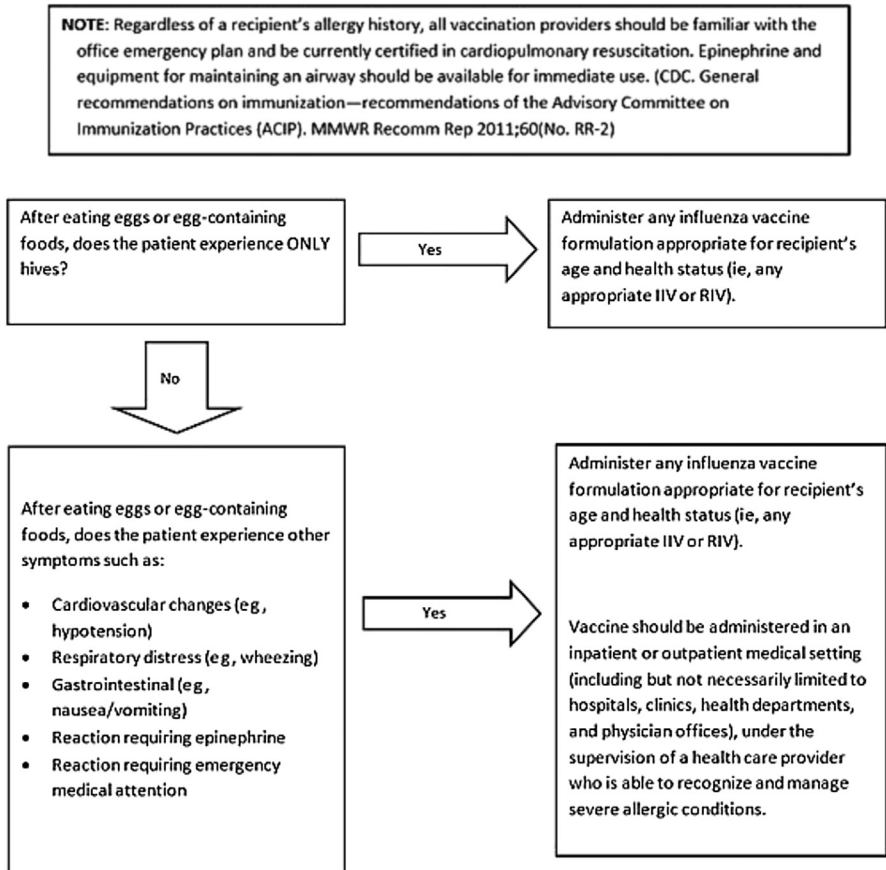 NOTE: Regardless of a recipient's allergy history, all vaccination providers should be familiar with the
office emergency plan and be currently certified in cardiopulmonary resuscitation. Epinephrine and
equipment for maintaining an airway should be available for immediate use. (CDC. General
recommendations on immunization—recommendations of the Advisory Committee on
Immunization Practices (ACIP). MMWR Recomm Rep 2011;60(No. RR-2)
After eating eggs or egg-containing
foods, does the patient experience ONLY
hives?
Yes
Administer any influenza vaccine
formulation appropriate for recipient's
age and health status (ie, any
appropriate IIV or RIV).
No
After eating eggs or egg-containing
foods, does the patient experience other
symptoms such as:
• Cardiovascular changes (eg,
hypotension)
• Respiratory distress (eg, wheezing)
• Gastrointestinal (eg,
nausea/vomiting)
• Reaction requiring epinephrine
• Reaction requiring emergency
medical attention
Yes
Administer any influenza vaccine
formulation appropriate for recipient's
age and health status (ie, any
appropriate IIV or RIV).
Vaccine should be administered in an
inpatient or outpatient medical setting
(including but not necessarily limited to
hospitals, clinics, health departments,
and physician offices), under the
supervision of a health care provider
who is able to recognize and manage
severe allergic conditions.